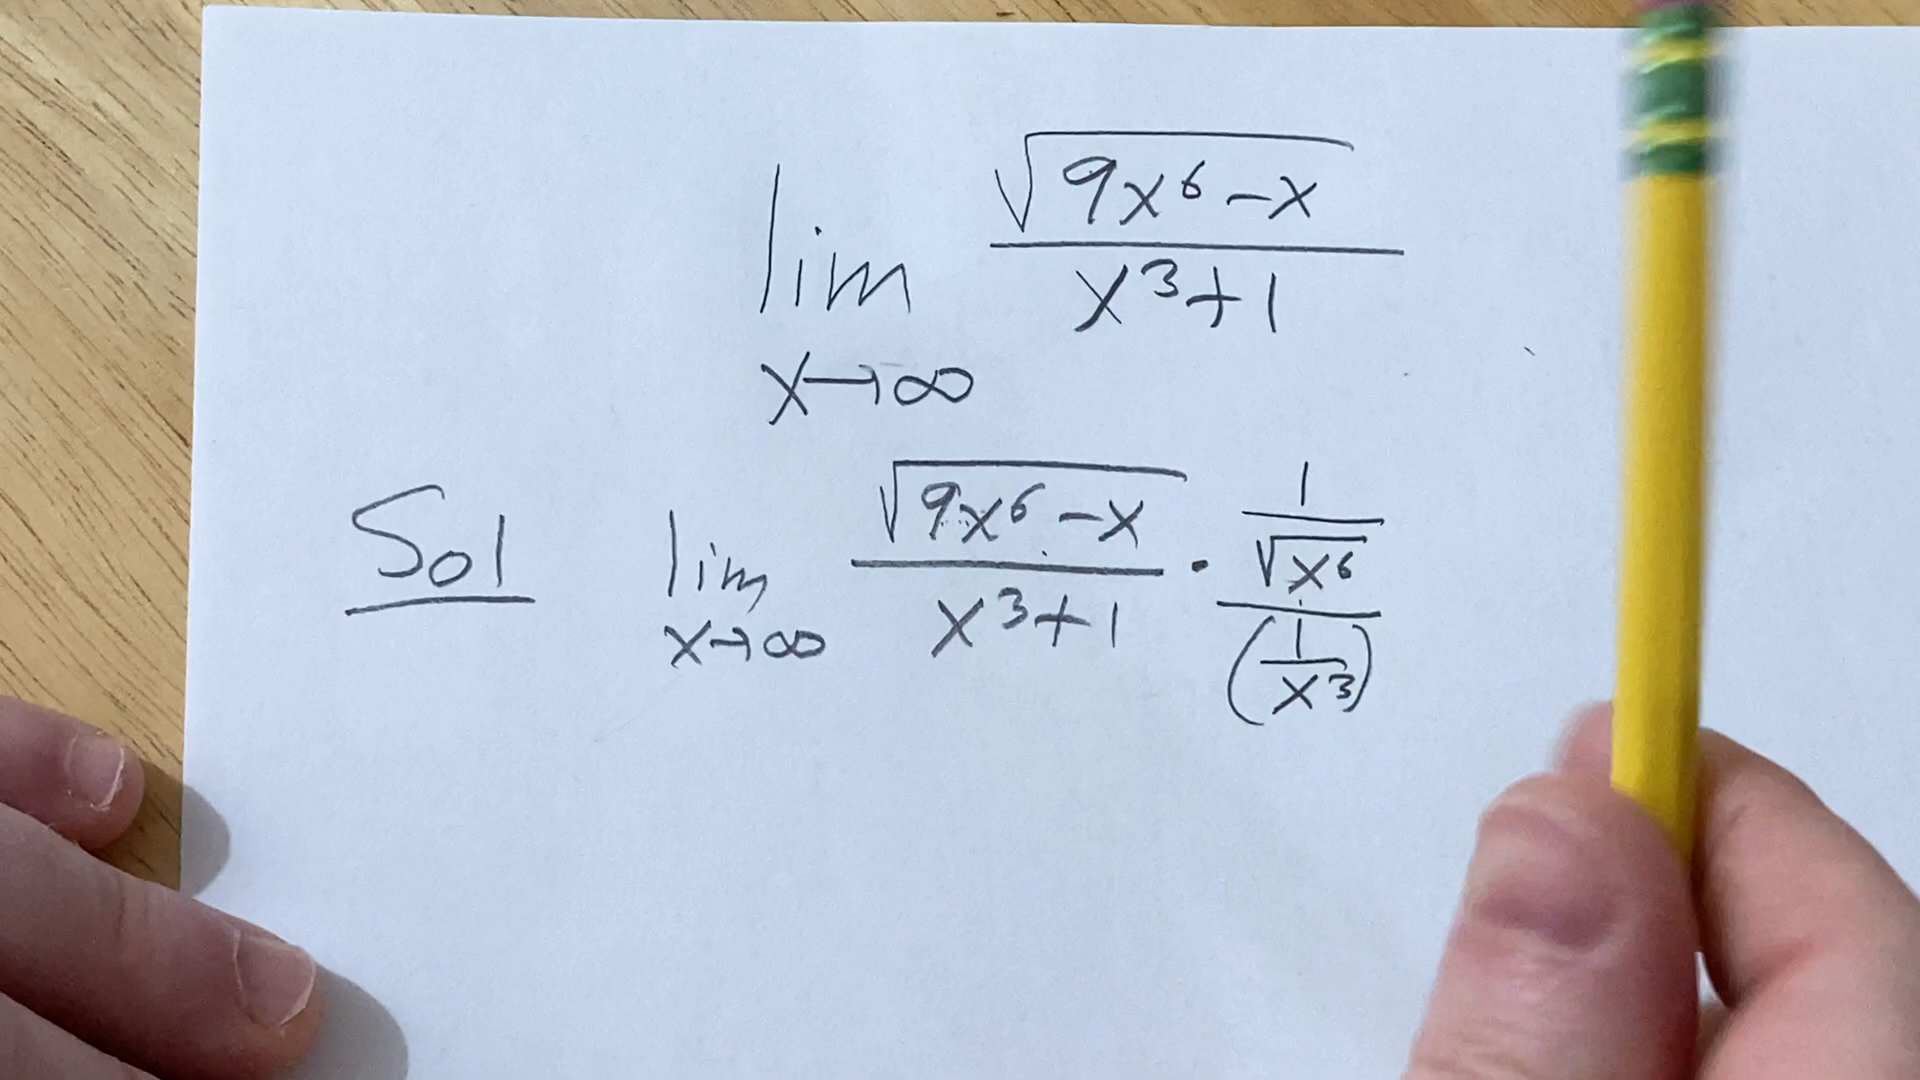 lim x→∞ √(9x⁶-x) / (x³+1)
Sol lim x→∞ √(9x⁶-x) / (x³+1) · (1/√x⁶) / (1/x³)